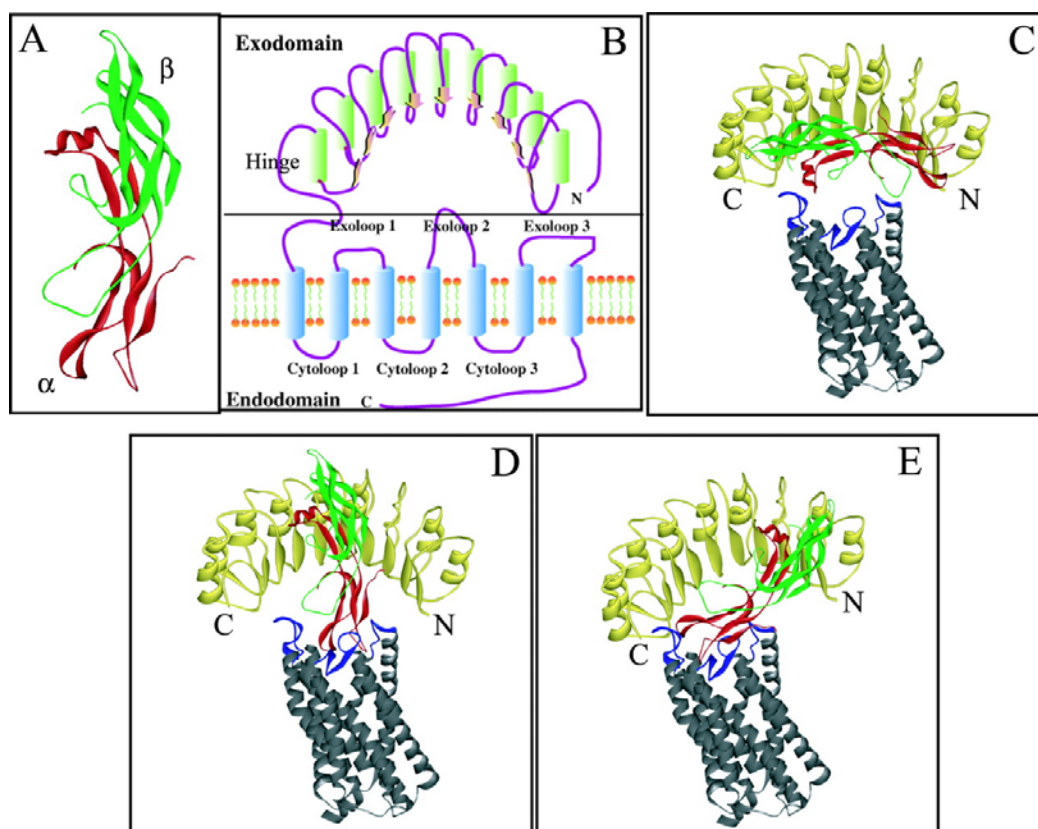 A
β
α
Exodomain
B
Hinge
N
Exoloop 1
Exoloop 2
Exoloop 3
Cytoloop 1
Cytoloop 2
Cytoloop 3
Endodomain
C
C
C
N
D
C
N
E
C
N